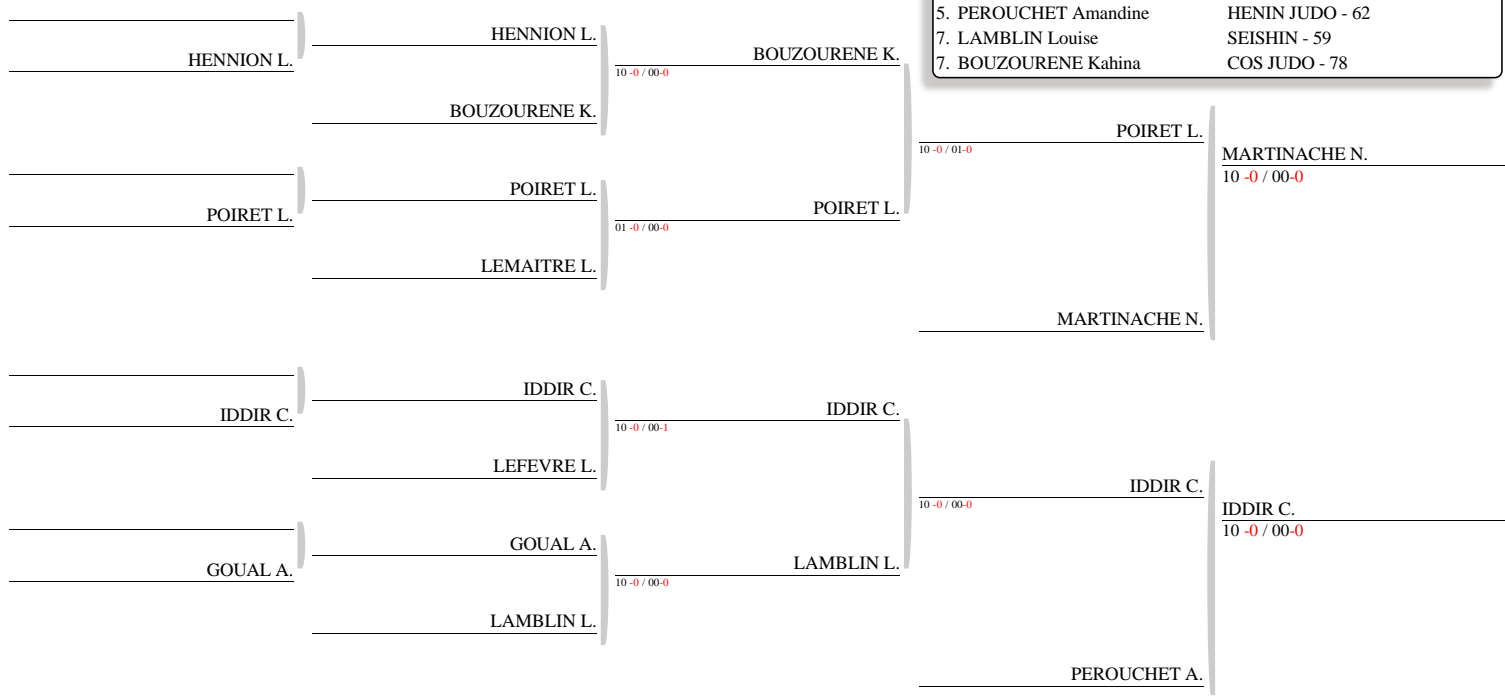 5. PEROUCHET Amandine HENIN JUDO - 62
7. LAMBLIN Louise SEISHIN - 59
7. BOUZOURENE Kahina COS JUDO - 78
HENNION L.
HENNION L.
BOUZOURENE K.
10 -0 / 00-0
BOUZOURENE K.
POIRET L.
10 -0 / 01-0
MARTINACHE N.
10 -0 / 00-0
POIRET L.
POIRET L.
POIRET L.
01 -0 / 00-0
LEMAITRE L.
MARTINACHE N.
IDDIR C.
IDDIR C.
IDDIR C.
10 -0 / 00-1
LEFEVRE L.
IDDIR C.
10 -0 / 00-0
IDDIR C.
10 -0 / 00-0
GOUAL A.
GOUAL A.
LAMBLIN L.
10 -0 / 00-0
LAMBLIN L.
PEROUCHET A.